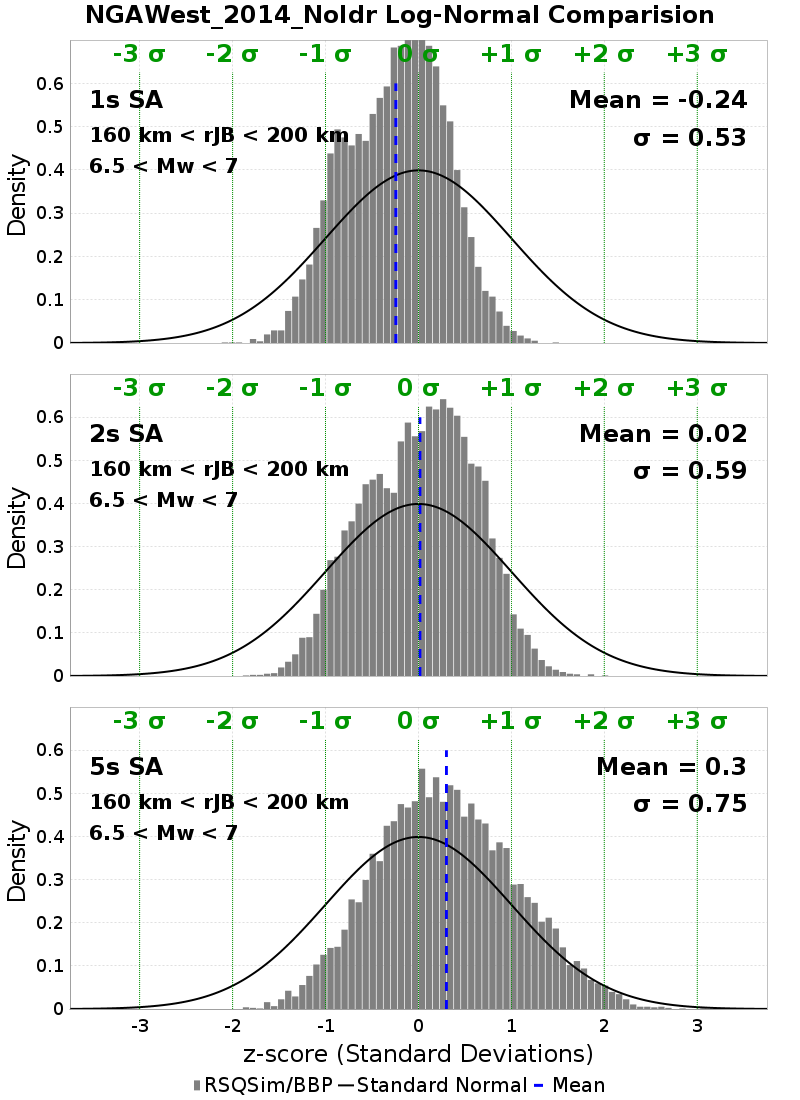 NGAWest_2014_NoIdr Log-Normal Comparision
-3 σ -2 σ -1 σ 0 σ +1 σ +2 σ +3 σ
0.6
1s SA Mean = -0.24
0.5
160 km < rJB < 200 km σ = 0.53
6.5 < Mw < 7
0.4
Density
0.3
0.2
0.1
0
-3 σ -2 σ -1 σ 0 σ +1 σ +2 σ +3 σ
0.6
2s SA Mean = 0.02
0.5
160 km < rJB < 200 km σ = 0.59
6.5 < Mw < 7
0.4
Density
0.3
0.2
0.1
0
-3 σ -2 σ -1 σ 0 σ +1 σ +2 σ +3 σ
0.6
5s SA Mean = 0.3
0.5
160 km < rJB < 200 km σ = 0.75
6.5 < Mw < 7
0.4
Density
0.3
0.2
0.1
0
-3 -2 -1 0 1 2 3
z-score (Standard Deviations)
RSQSim/BBP Standard Normal Mean